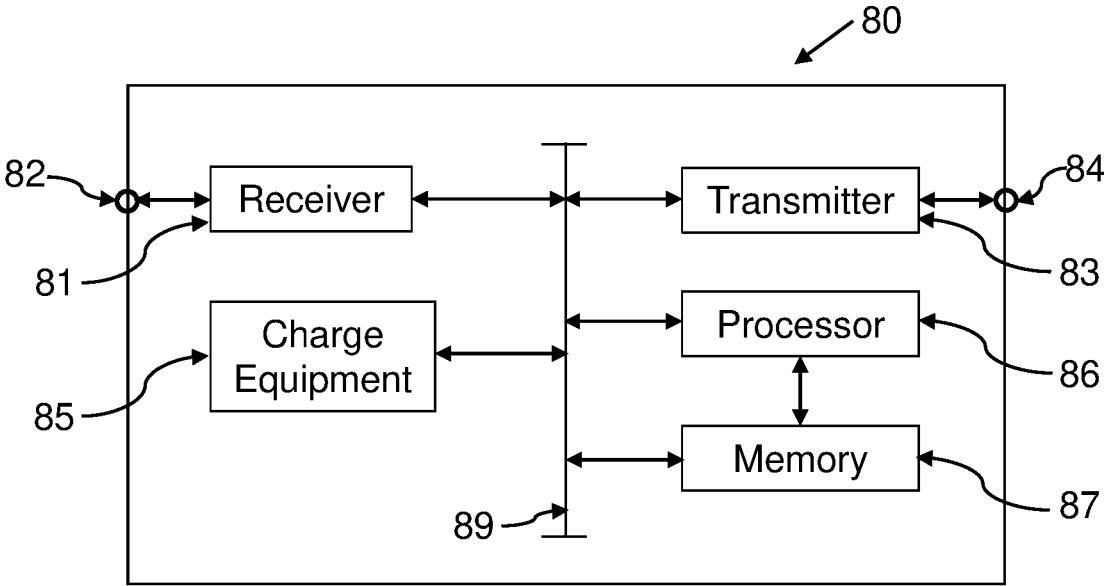 80
82
Receiver
Transmitter
84
81
83
Charge
Equipment
Processor
85
86
Memory
89
87